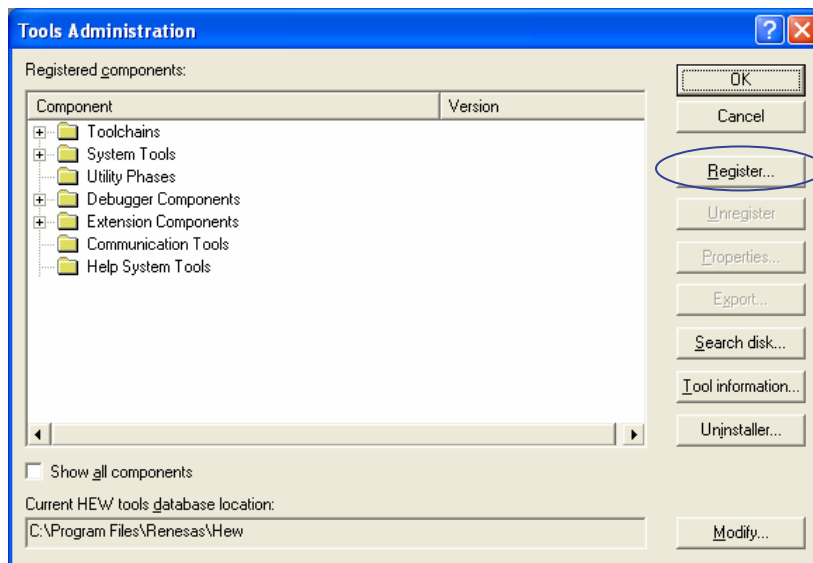 Tools Administration
Registered components:
Component Version
Toolchains
System Tools
Utility Phases
Debugger Components
Extension Components
Communication Tools
Help System Tools
Show all components
Current HEW tools database location:
C:\Program Files\Renesas\Hew
OK
Cancel
Register...
Unregister
Properties...
Export...
Search disk...
Tool information...
Uninstaller...
Modify...